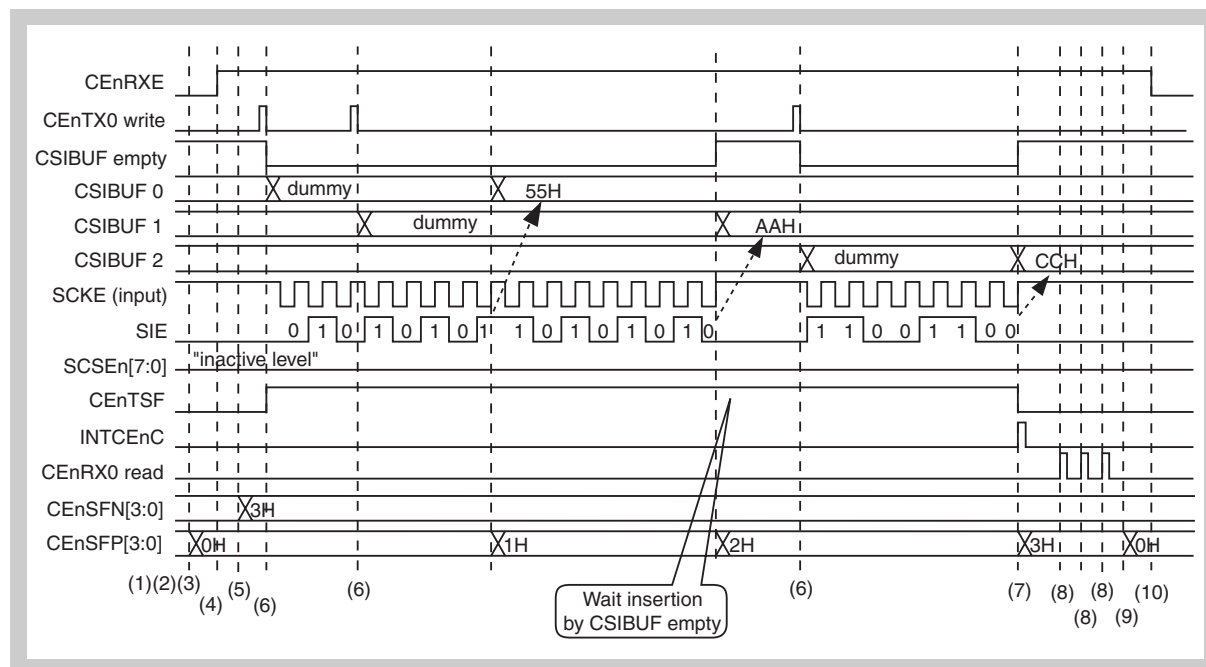 CEnRXE
CEnTX0 write
CSIBUF empty
CSIBUF 0 dummy 55H
CSIBUF 1 dummy AAH
CSIBUF 2 dummy CCH
SCKE (input)
SIE 0 1 0 1 0 1 0 1 1 0 1 0 1 0 1 0 1 1 0 0 1 1 0 0
SCSEn[7:0] "inactive level"
CEnTSF
INTCEnC
CEnRX0 read
CEnSFN[3:0] 3H
CEnSFP[3:0] 0H 1H 2H 3H 0H
(1)(2)(3) (4) (5) (6) (6) (6) (7) (8) (8) (8) (9) (10)
Wait insertion
by CSIBUF empty